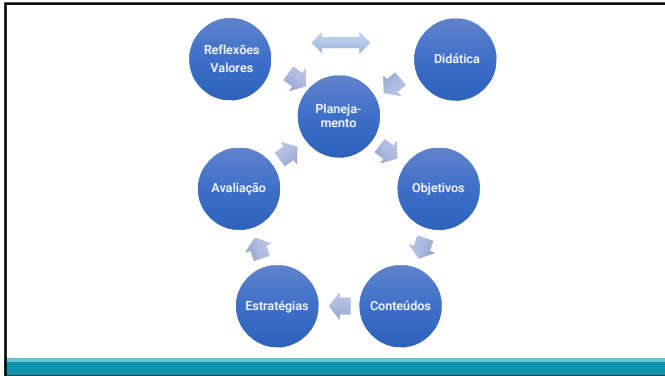 Reflexões
Valores
Didática
Planeja-
mento
Avaliação
Objetivos
Estratégias
Conteúdos